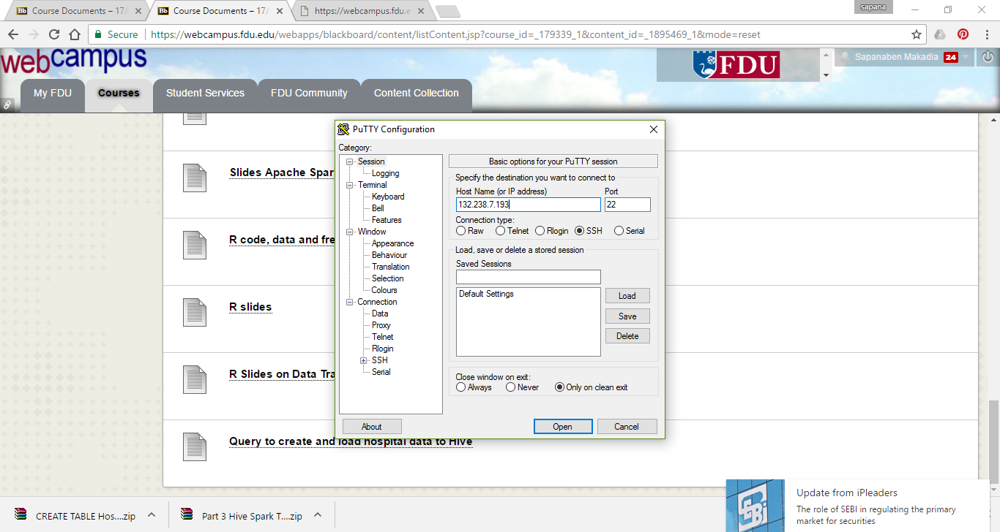 Course Documents – 17/
Course Documents – 17/
https://webcampus.fdu.e
sapana
Secure
https://webcampus.fdu.edu/webapps/blackboard/content/listContent.jsp?course_id=_179339_1&content_id=_1895469_1&mode=reset
webcampus
FDU
Sapanaben Makadia 24
My FDU
Courses
Student Services
FDU Community
Content Collection
Slides Apache Spar
R code, data and fre
R slides
R Slides on Data Tra
Query to create and load hospital data to Hive
PuTTY Configuration
Category:
Session
Logging
Terminal
Keyboard
Bell
Features
Window
Appearance
Behaviour
Translation
Selection
Colours
Connection
Data
Proxy
Telnet
Rlogin
SSH
Serial
Basic options for your PuTTY session
Specify the destination you want to connect to
Host Name (or IP address) Port
132.238.7.193 22
Connection type:
Raw Telnet Rlogin SSH Serial
Load, save or delete a stored session
Saved Sessions
Default Settings
Load
Save
Delete
Close window on exit:
Always Never Only on clean exit
About Open Cancel
CREATE TABLE Hos....zip
Part 3 Hive Spark T....zip
SEBI
Update from iPleaders
The role of SEBI in regulating the primary
market for securities